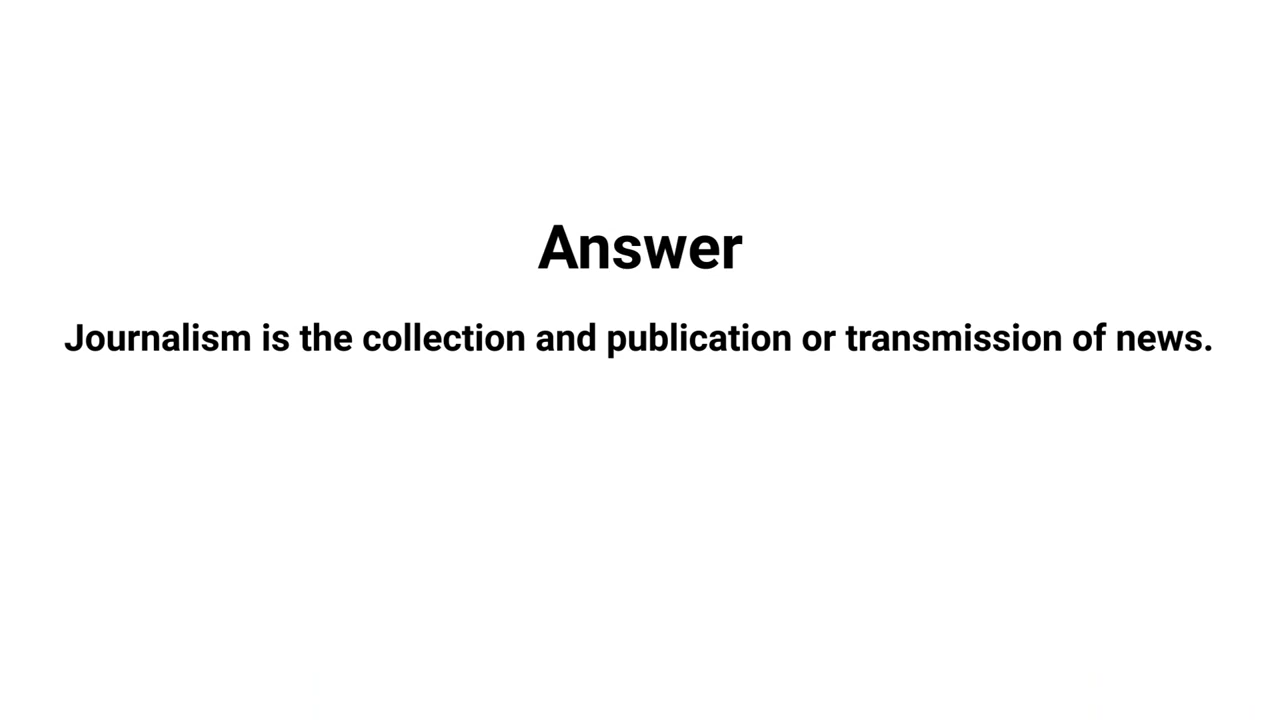 Answer
Journalism is the collection and publication or transmission of news.